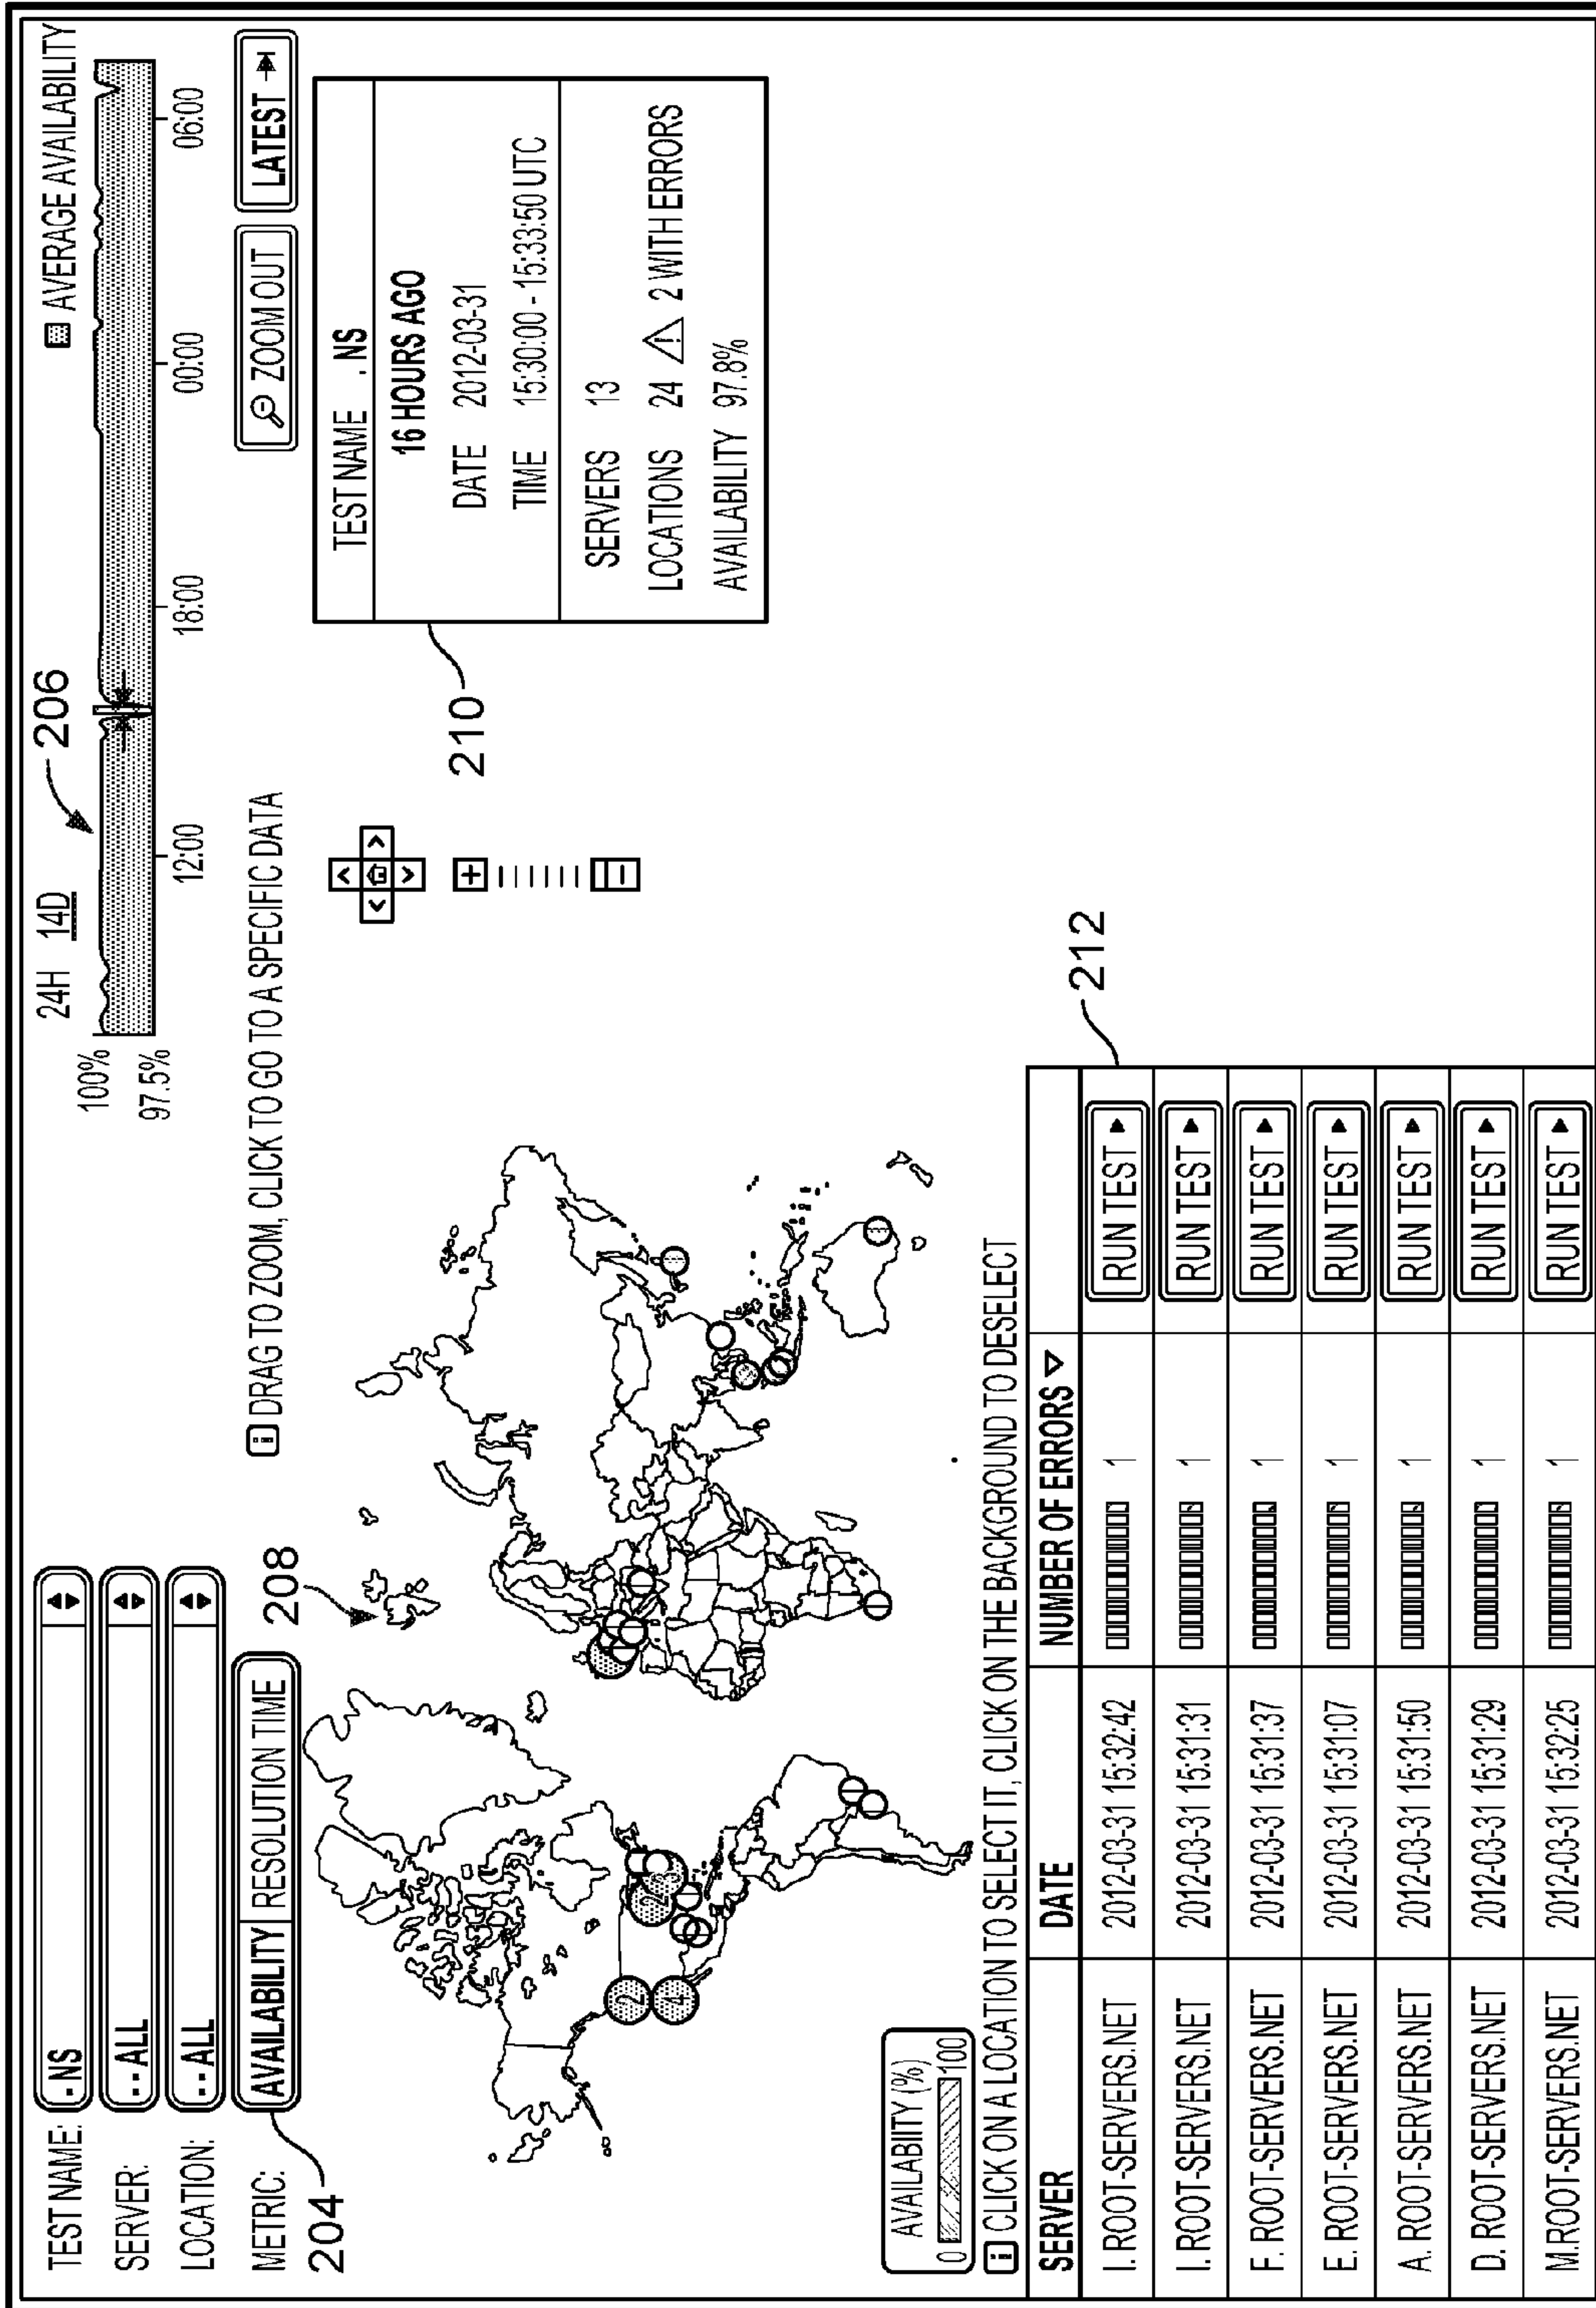 TEST NAME: . NS
SERVER: -- ALL
LOCATION: -- ALL
METRIC: AVAILABILITY RESOLUTION TIME
204
24H 14D
206
AVERAGE AVAILABILITY
100%
97.5%
12:00 18:00 00:00 06:00
DRAG TO ZOOM, CLICK TO GO TO A SPECIFIC DATA
ZOOM OUT LATEST
208
2
4
2
210
TEST NAME . NS
16 HOURS AGO
DATE 2012-03-31
TIME 15:30:00 - 15:33:50 UTC
SERVERS 13
LOCATIONS 24 2 WITH ERRORS
AVAILABILITY 97.8%
AVAILABIITY (%)
0 100
CLICK ON A LOCATION TO SELECT IT, CLICK ON THE BACKGROUND TO DESELECT
212
SERVER DATE NUMBER OF ERRORS
I. ROOT-SERVERS.NET 2012-03-31 15:32:42 1 RUN TEST
I. ROOT-SERVERS.NET 2012-03-31 15:31:31 1 RUN TEST
F. ROOT-SERVERS.NET 2012-03-31 15:31:37 1 RUN TEST
E. ROOT-SERVERS.NET 2012-03-31 15:31:07 1 RUN TEST
A. ROOT-SERVERS.NET 2012-03-31 15:31:50 1 RUN TEST
D. ROOT-SERVERS.NET 2012-03-31 15:31:29 1 RUN TEST
M.ROOT-SERVERS.NET 2012-03-31 15:32:25 1 RUN TEST